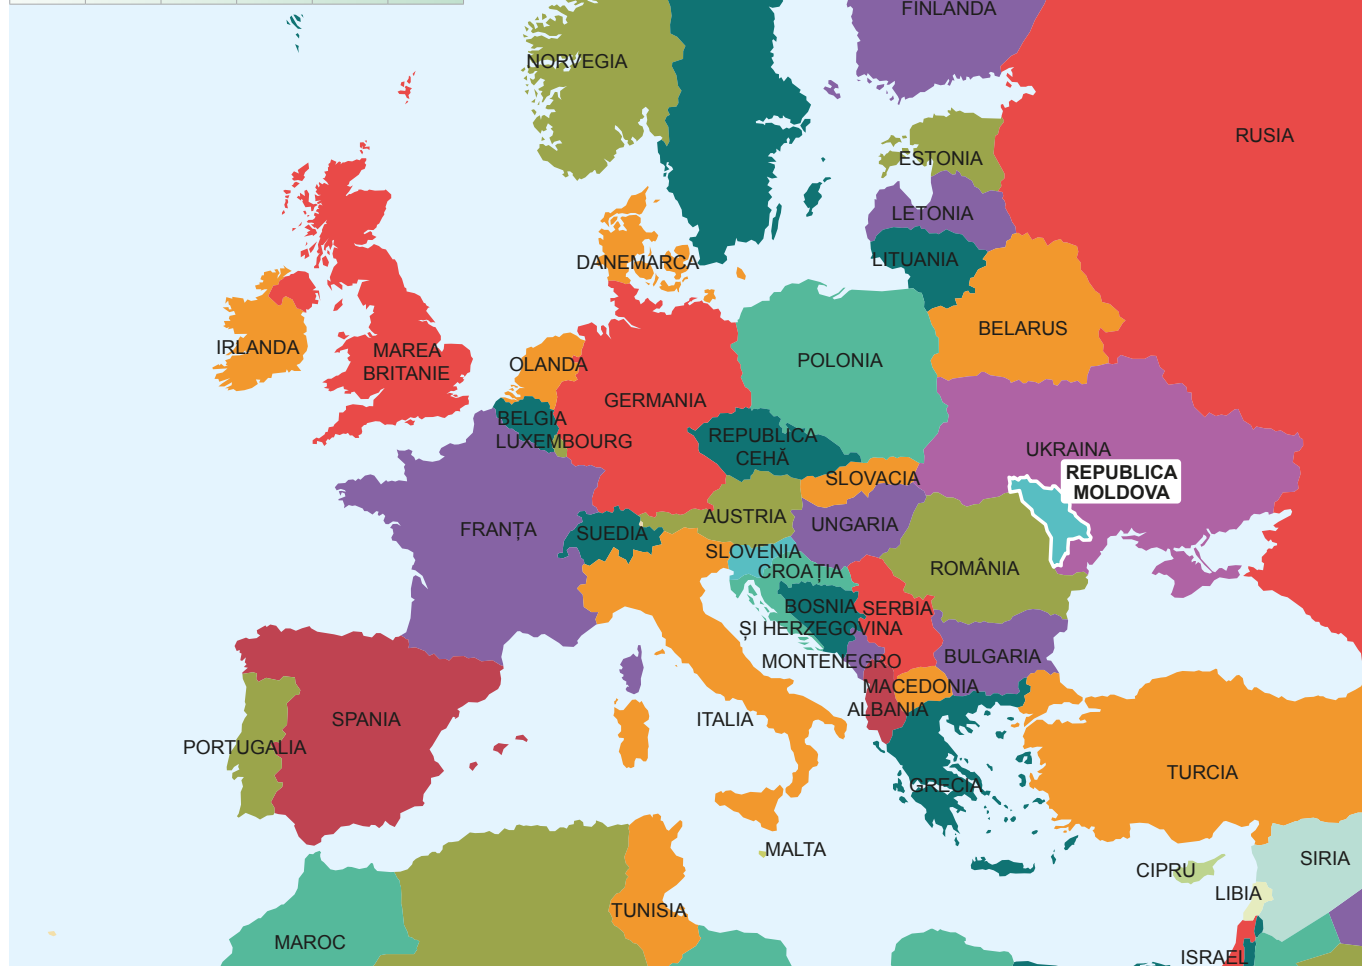 FINLANDA
NORVEGIA
RUSIA
ESTONIA
LETONIA
LITUANIA
DANEMARCA
BELARUS
IRLANDA
MAREA
BRITANIE
OLANDA
POLONIA
GERMANIA
BELGIA
LUXEMBOURG
REPUBLICA
CEHĂ
UKRAINA
REPUBLICA
MOLDOVA
SLOVACIA
FRANȚA
SUEDIA
AUSTRIA
UNGARIA
SLOVENIA
CROAȚIA
ROMÂNIA
BOSNIA
ȘI HERZEGOVINA
SERBIA
MONTENEGRO
BULGARIA
MACEDONIA
ALBANIA
SPANIA
PORTUGALIA
ITALIA
GRECIA
TURCIA
MALTA
CIPRU
SIRIA
LIBIA
TUNISIA
MAROC
ISRAEL